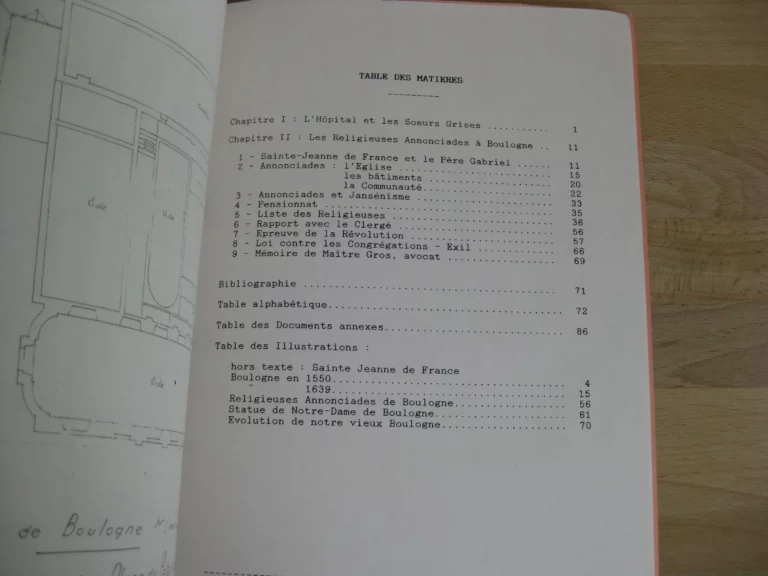 Vide
Vide
Vide
de Boulogne
TABLE DES MATIERES
Chapitre I : L'Hôpital et les Soeurs Grises .......... 1
Chapitre II : Les Religieuses Annonciades à Boulogne .. 11
1 - Sainte-Jeanne de France et le Père Gabriel ...... 11
2 - Annonciades : l'Eglise ...................... 15
les bâtiments 20
la Communauté.................. 22
3 - Annonciades et Jansénisme .................... 33
4 - Pensionnat ................................... 35
5 - Liste des Religieuses ........................ 36
6 - Rapport avec le Clergé ....................... 56
7 - Epreuve de la Révolution ..................... 57
8 - Loi contre les Congrégations - Exil .......... 66
9 - Mémoire de Maître Gros, avocat ............... 69
Bibliographie .................................... 71
Table alphabétique................................ 72
Table des Documents annexes....................... 86
Table des Illustrations :
hors texte : Sainte Jeanne de France
Boulogne en 1550.................................. 4
" 1639.................................. 15
Religieuses Annonciades de Boulogne............... 56
Statue de Notre-Dame de Boulogne.................. 61
Evolution de notre vieux Boulogne................. 70